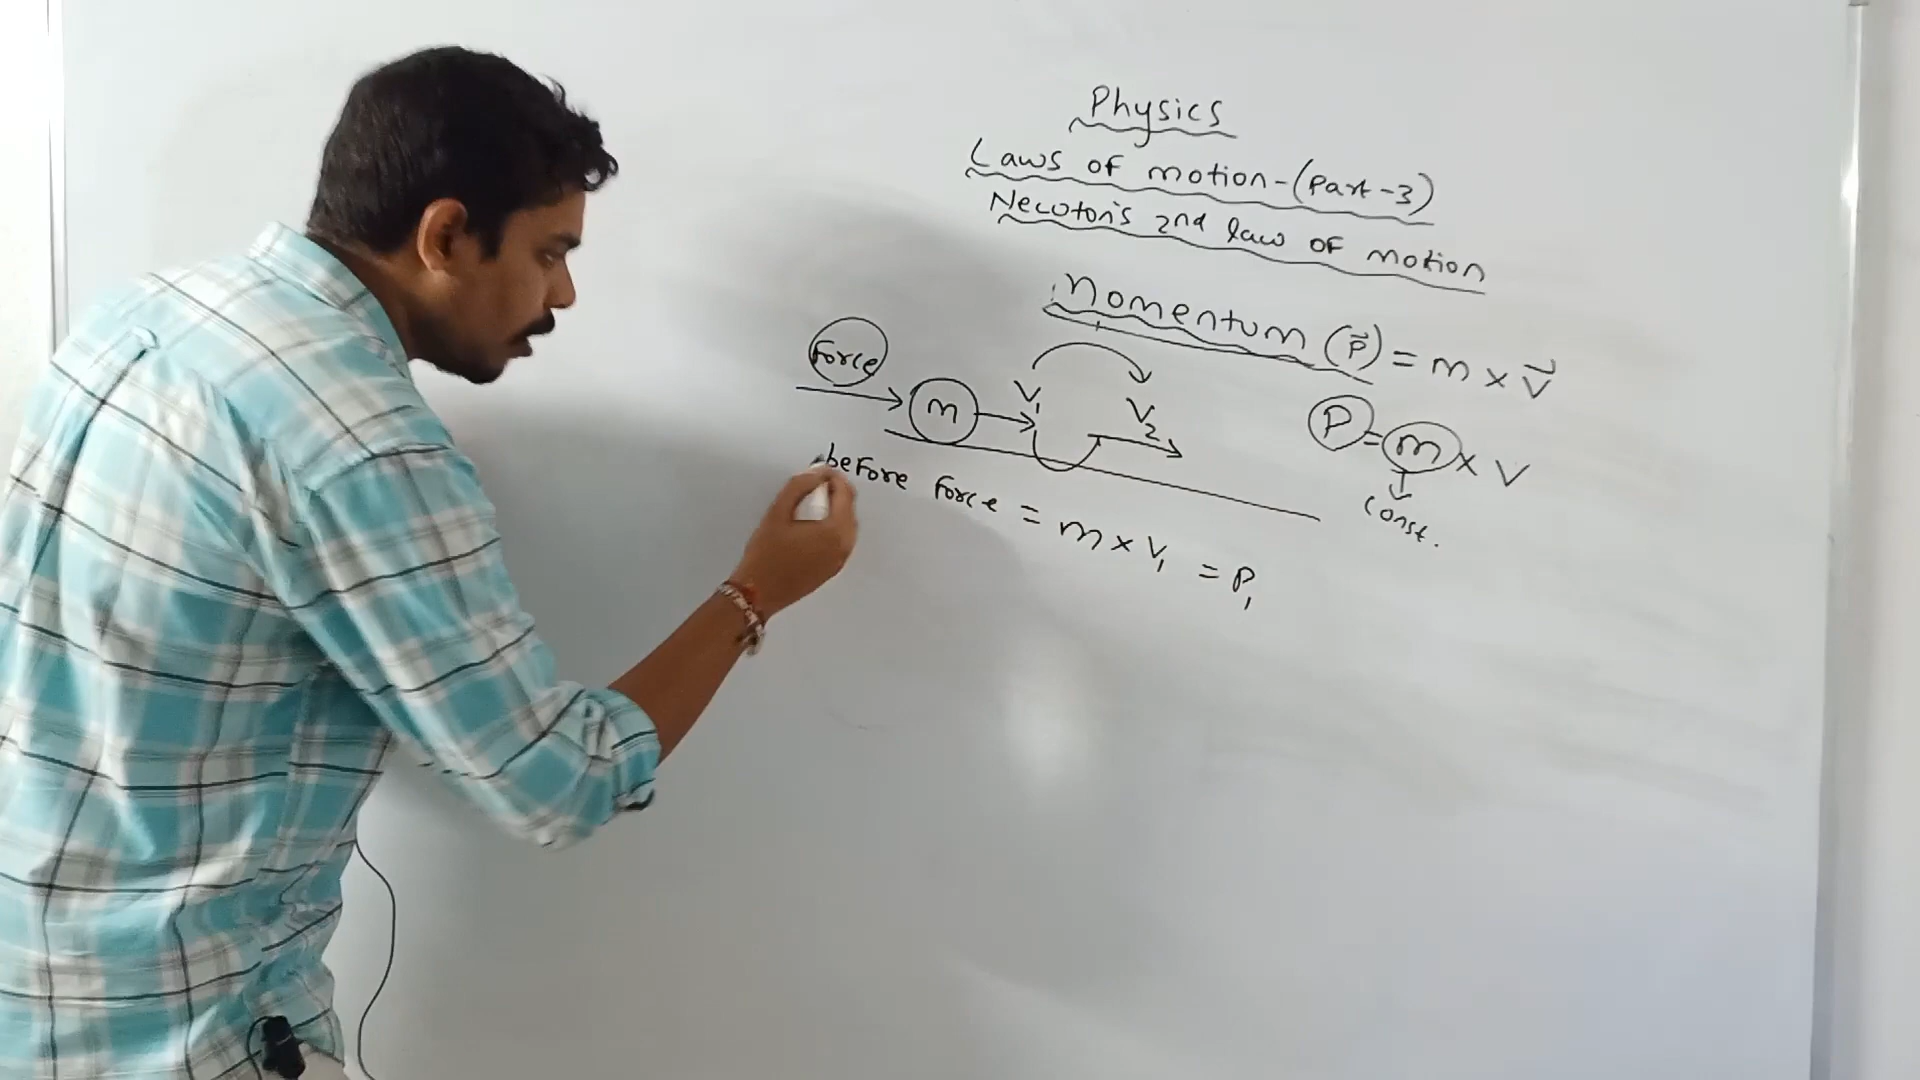 Physics
Laws of motion-(Part-3)
Newton's 2nd law of motion
Momentum (P⃗) = m × V⃗
Force
m
V₁
V₂
P = m × V
Const.
before Force = m × V₁ = P₁